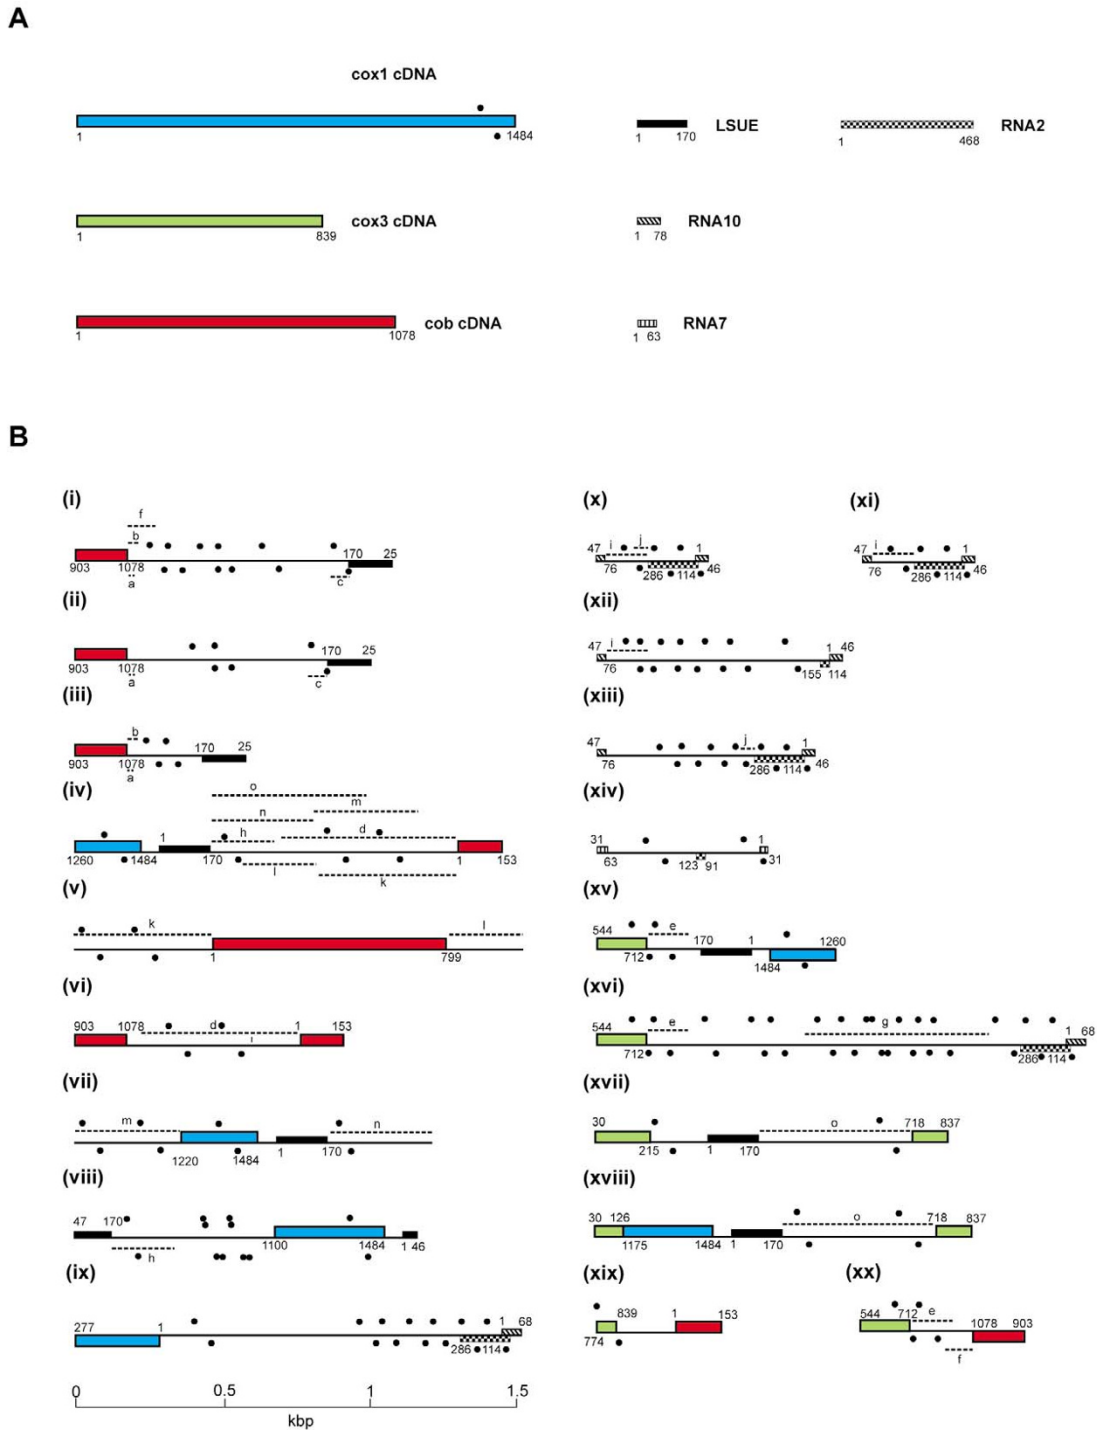 A
cox1 cDNA
1 1484
LSUE
1 170
RNA2
1 468
cox3 cDNA
1 839
RNA10
1 78
cob cDNA
1 1078
RNA7
1 63
B
(i)
f
b
170 25
903 1078
a c
(ii)
170 25
903 1078
a c
(iii)
b
170 25
903 1078
a
(iv)
o
m
n
1 h d
1260 1484 170 1 153
l
k
(v)
k l
1 799
(vi)
903 1078 d 1 153
(vii)
m n
1220 1484 1 170
(viii)
47 170
1100 1484 1 46
h
(ix)
277 1 1 68
286 114
0 0.5 1 1.5
kbp
(x)
47 i j 1
76 286 114 46
(xi)
47 i 1
76 286 114 46
(xii)
i 1 46
47
76 155 114
(xiii)
47 j 1
76 286 114 46
(xiv)
31 1
63 123 91 31
(xv)
544 e 170 1 1260
712 1484
(xvi)
544 e g 1 68
712 286 114
(xvii)
30 o 718 837
215 1 170
(xviii)
30 126 o 718 837
1175 1484 1 170
(xix)
839 1 153
774
(xx)
544 712 e 1078 903
f